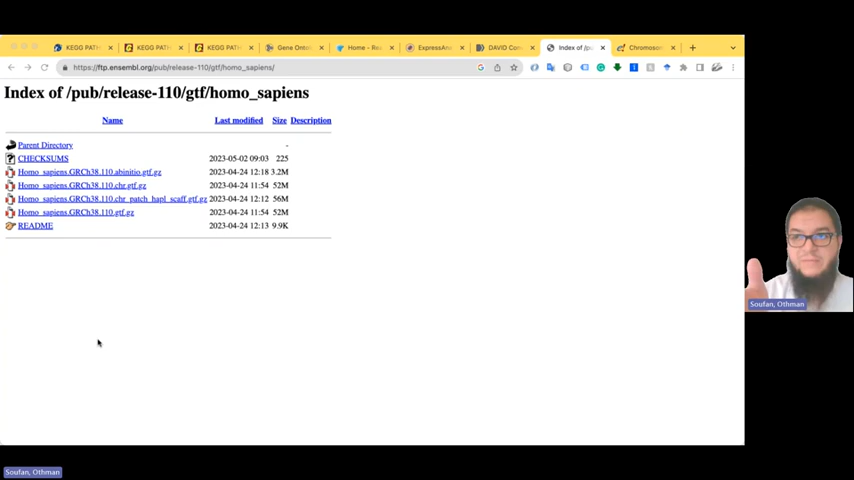 KEGG PATH
KEGG PATH
KEGG PATH
Gene Ontol
Home - Rea
ExpressAna
DAVID Com
Index of /pu
Chromosom
https://ftp.ensembl.org/pub/release-110/gtf/homo_sapiens/
Index of /pub/release-110/gtf/homo_sapiens
Name Last modified Size Description
Parent Directory -
CHECKSUMS 2023-05-02 09:03 225
Homo_sapiens.GRCh38.110.abinitio.gtf.gz 2023-04-24 12:18 3.2M
Homo_sapiens.GRCh38.110.chr.gtf.gz 2023-04-24 11:54 52M
Homo_sapiens.GRCh38.110.chr_patch_hapl_scaff.gtf.gz 2023-04-24 12:12 56M
Homo_sapiens.GRCh38.110.gtf.gz 2023-04-24 11:54 52M
README 2023-04-24 12:13 9.9K
Soufan, Othman
Soufan, Othman